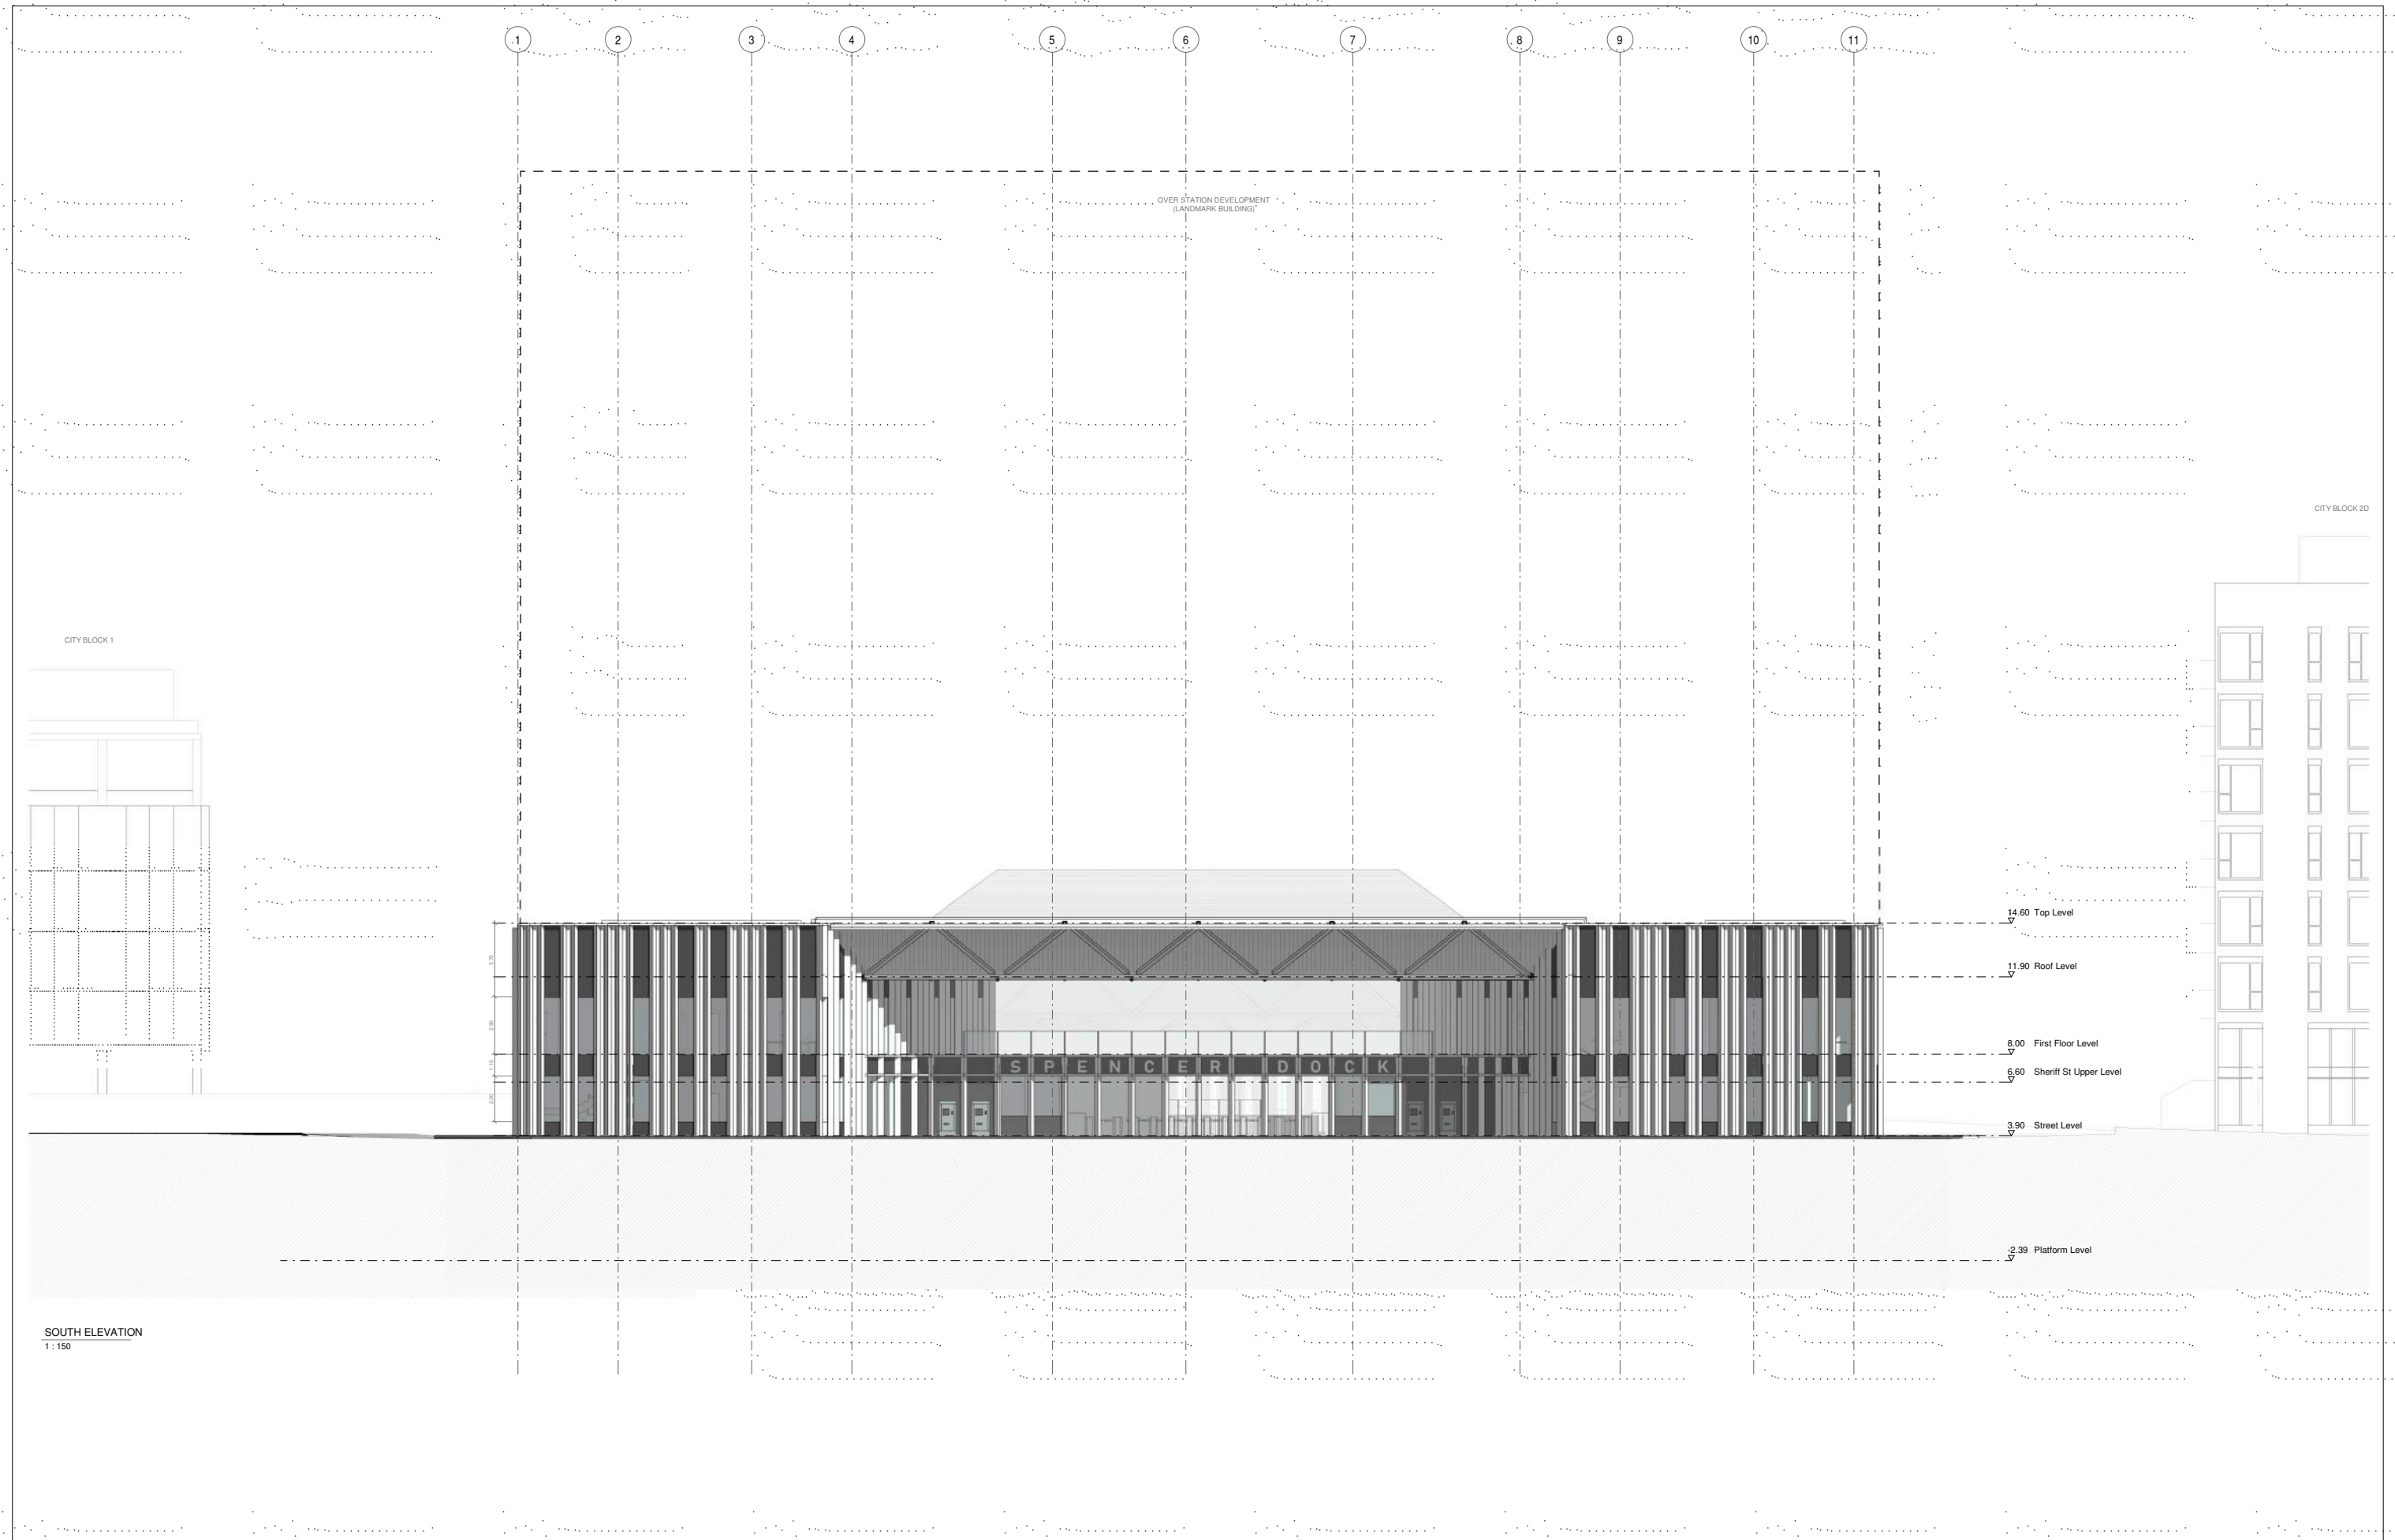 1 2 3 4 5 6 7 8 9 10 11
OVER STATION DEVELOPMENT
(LANDMARK BUILDING)*
CITY BLOCK 2D
CITY BLOCK 1
14.60 Top Level
11.90 Roof Level
8.00 First Floor Level
SPENCER DOCK
6.60 Sheriff St Upper Level
3.90 Street Level
-2.39 Platform Level
SOUTH ELEVATION
1 : 150